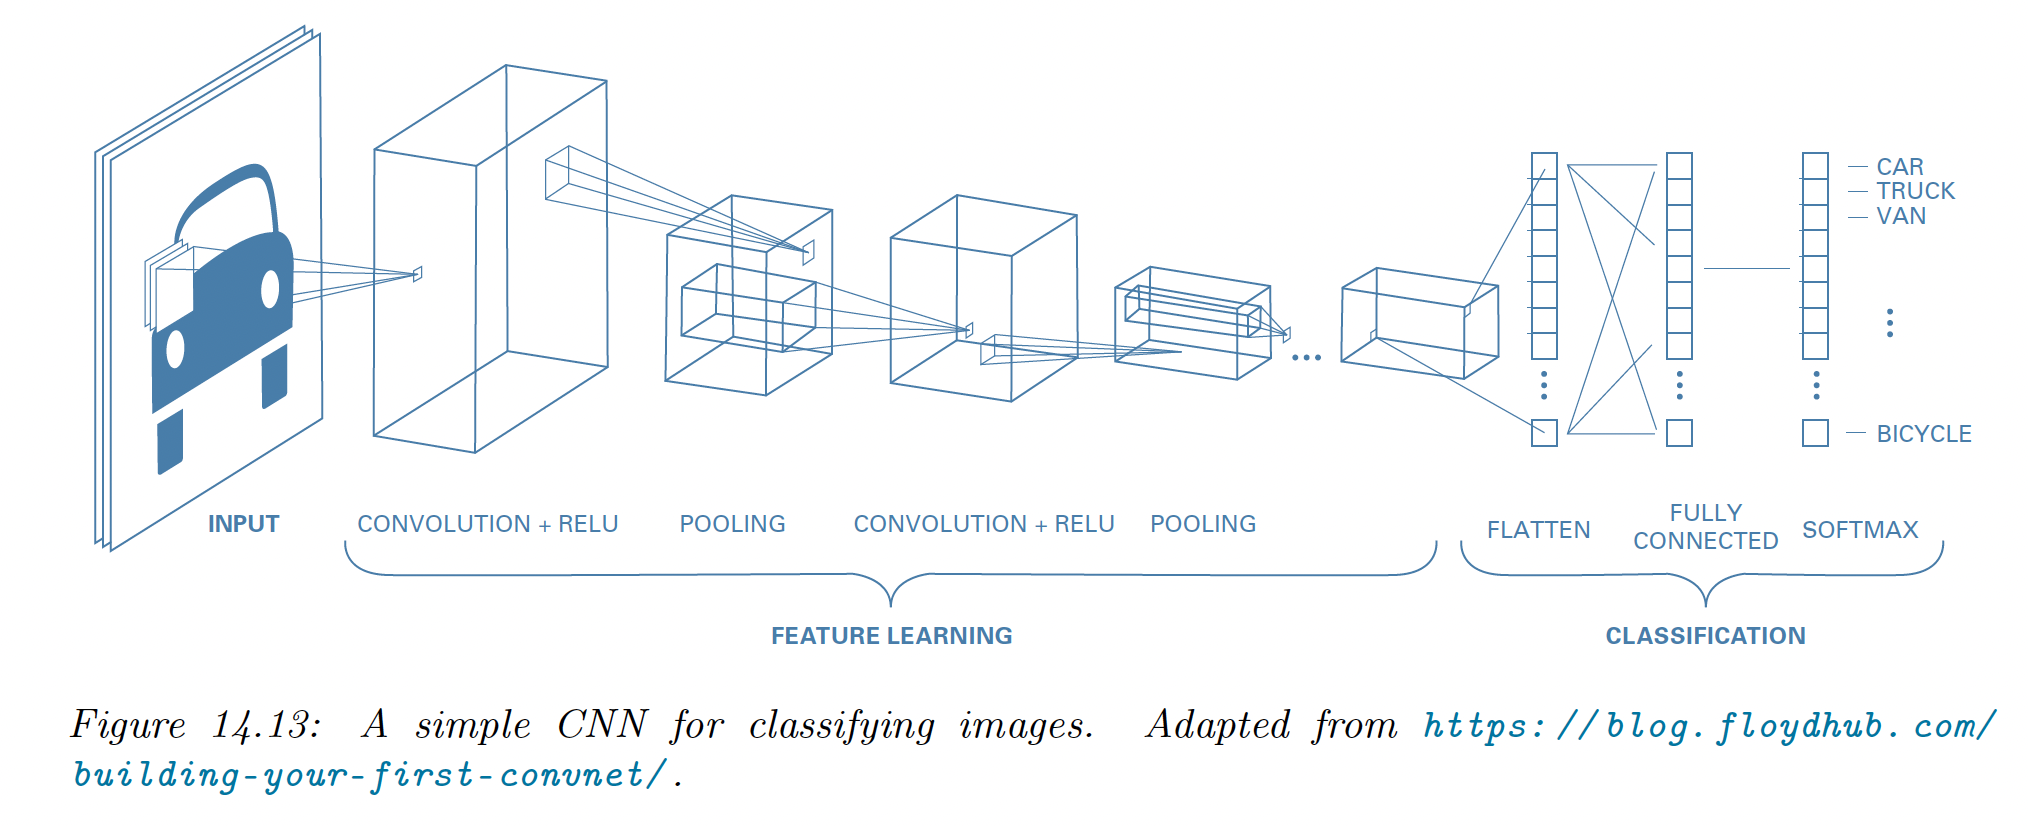 CAR
TRUCK
VAN
BICYCLE
INPUT
CONVOLUTION + RELU
POOLING
CONVOLUTION + RELU
POOLING
FLATTEN
FULLY
CONNECTED
SOFTMAX
FEATURE LEARNING
CLASSIFICATION
Figure 14.13: A simple CNN for classifying images. Adapted from https://blog.floydhub.com/
building-your-first-convnet/.